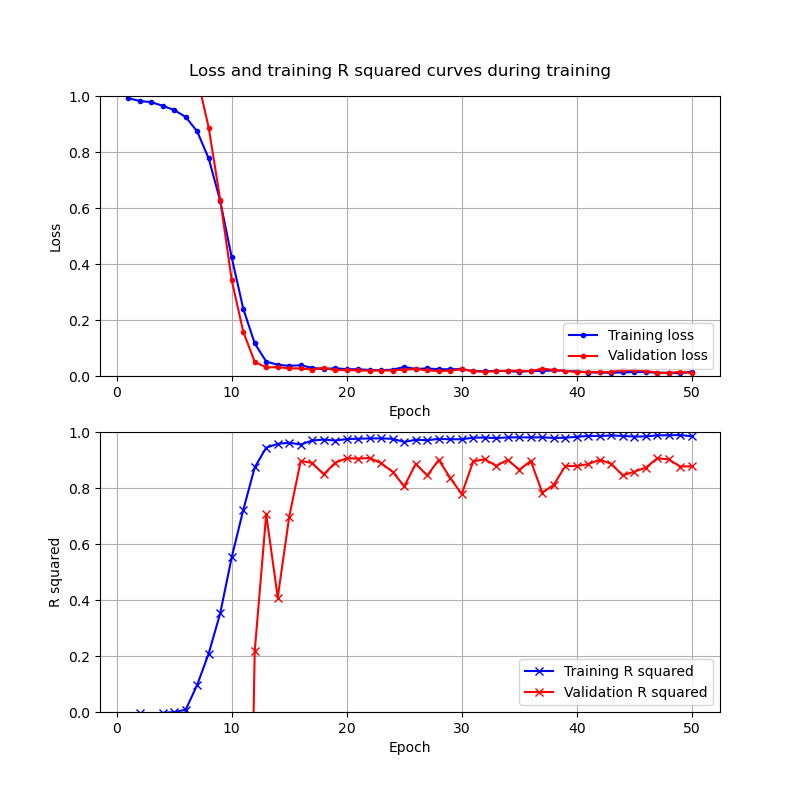 Loss and training R squared curves during training
1.0
0.8
0.6
0.4
0.2
0.0
Loss
Training loss
Validation loss
0 10 20 30 40 50
Epoch
1.0
0.8
0.6
0.4
0.2
0.0
R squared
Training R squared
Validation R squared
0 10 20 30 40 50
Epoch